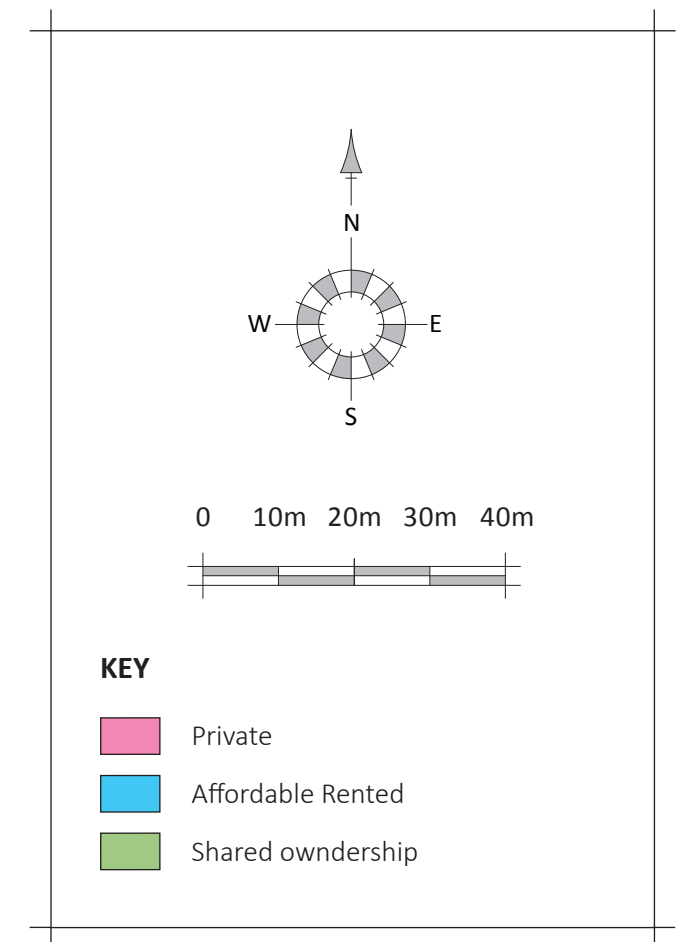 N
W E
S
0 10m 20m 30m 40m
KEY
Private
Affordable Rented
Shared owndership